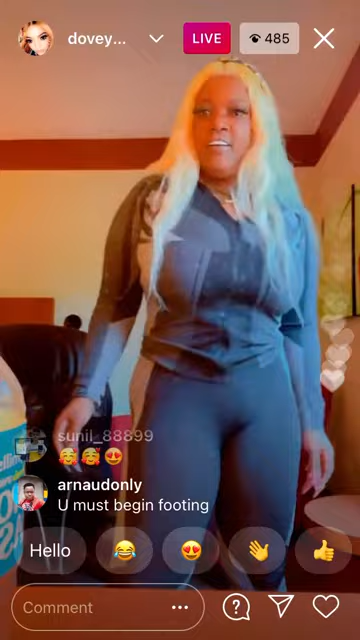 dovey...
LIVE
485
sunil_88899
arnaudonly
U must begin footing
Hello
Comment